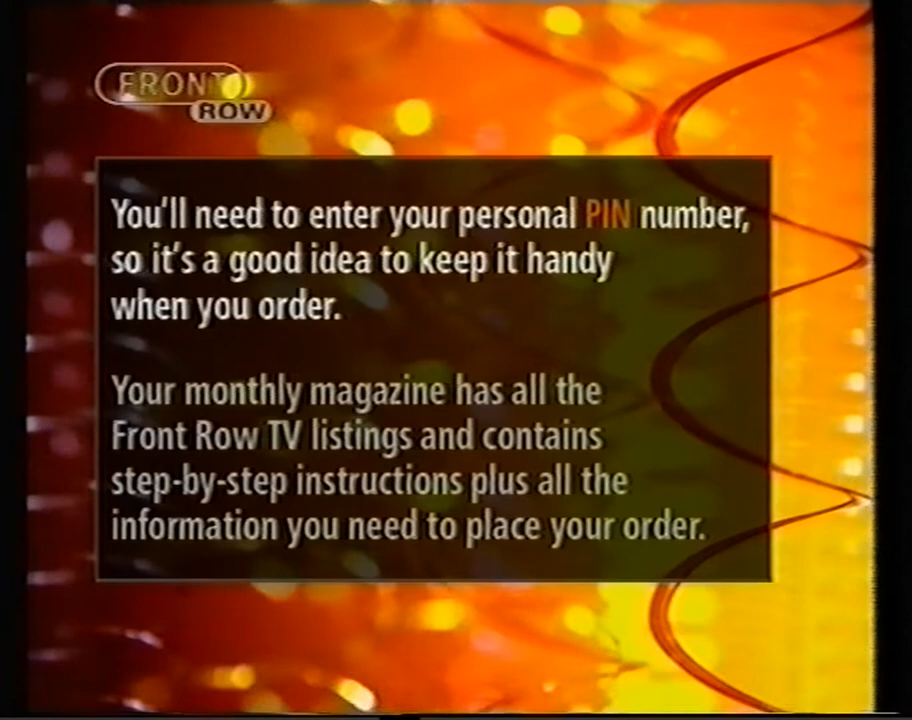 FRONT
ROW
You'll need to enter your personal PIN number,
so it's a good idea to keep it handy
when you order.
Your monthly magazine has all the
Front Row TV listings and contains
step-by-step instructions plus all the
information you need to place your order.